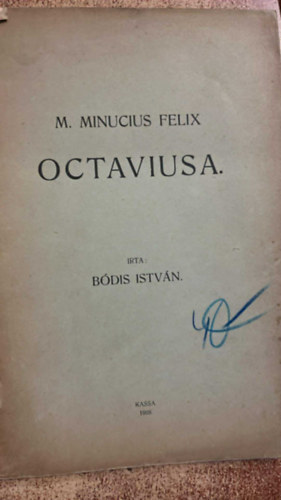 M. MINUCIUS FELIX
OCTAVIUSA.
IRTA:
BÓDIS ISTVÁN.
KASSA